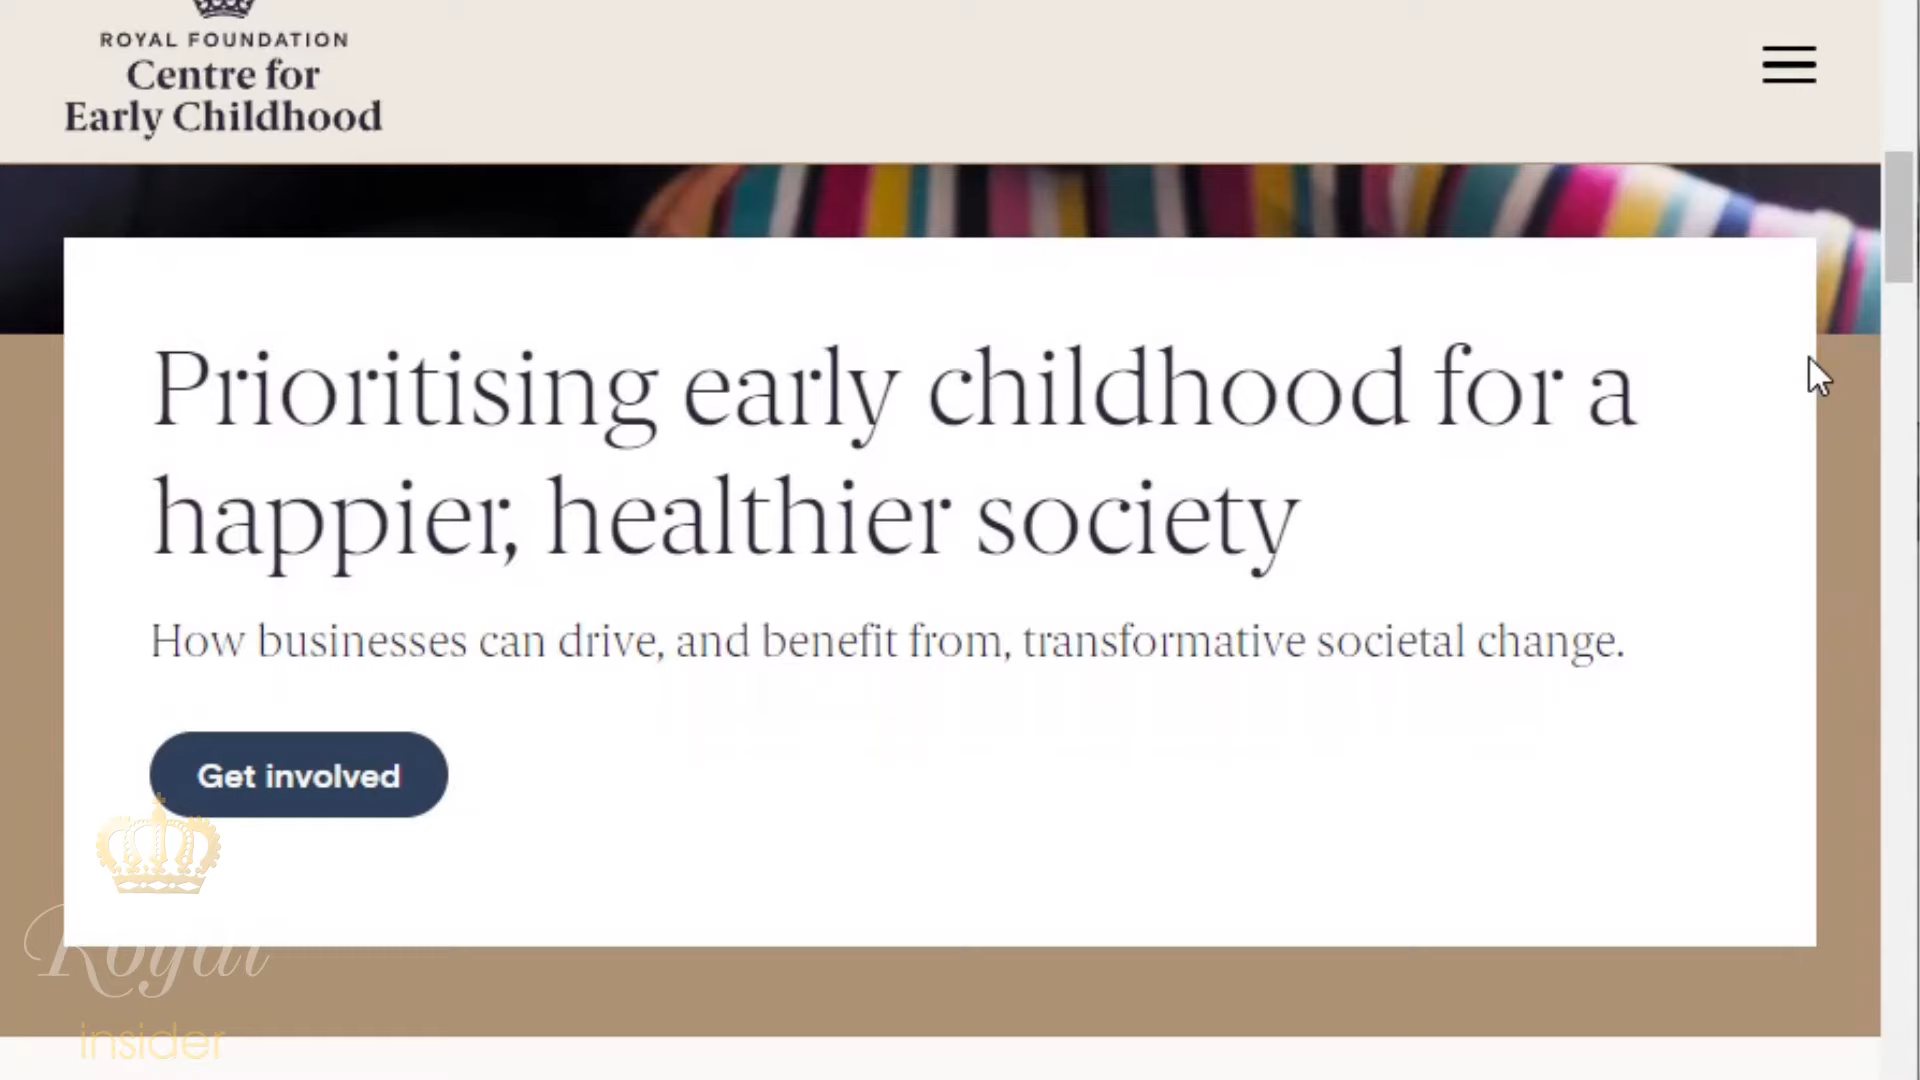 ROYAL FOUNDATION
Centre for
Early Childhood
Prioritising early childhood for a
happier, healthier society
How businesses can drive, and benefit from, transformative societal change.
Get involved
Royal
insider